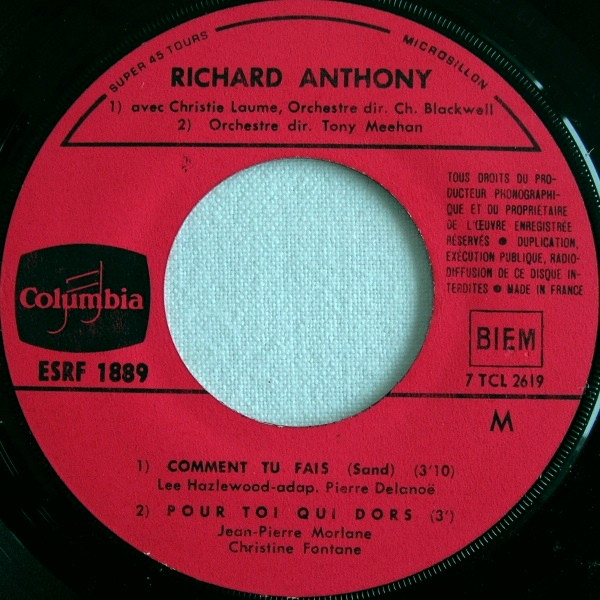 SUPER 45 TOURS
MICROSILLON
RICHARD ANTHONY
1) avec Christie Laume, Orchestre dir. Ch. Blackwell
2) Orchestre dir. Tony Meehan
TOUS DROITS DU PRO-
DUCTEUR PHONOGRAPHI-
QUE ET DU PROPRIÉTAIRE
DE L'ŒUVRE ENREGISTRÉE
RÉSERVÉS ● DUPLICATION,
EXÉCUTION PUBLIQUE, RADIO-
DIFFUSION DE CE DISQUE IN-
TERDITES ● MADE IN FRANCE
Columbia
ESRF 1889
BIEM
7 TCL 2619
M
1) COMMENT TU FAIS (Sand) (3'10)
Lee Hazlewood-adap. Pierre Delanoë
2) POUR TOI QUI DORS (3')
Jean-Pierre Morlane
Christine Fontane